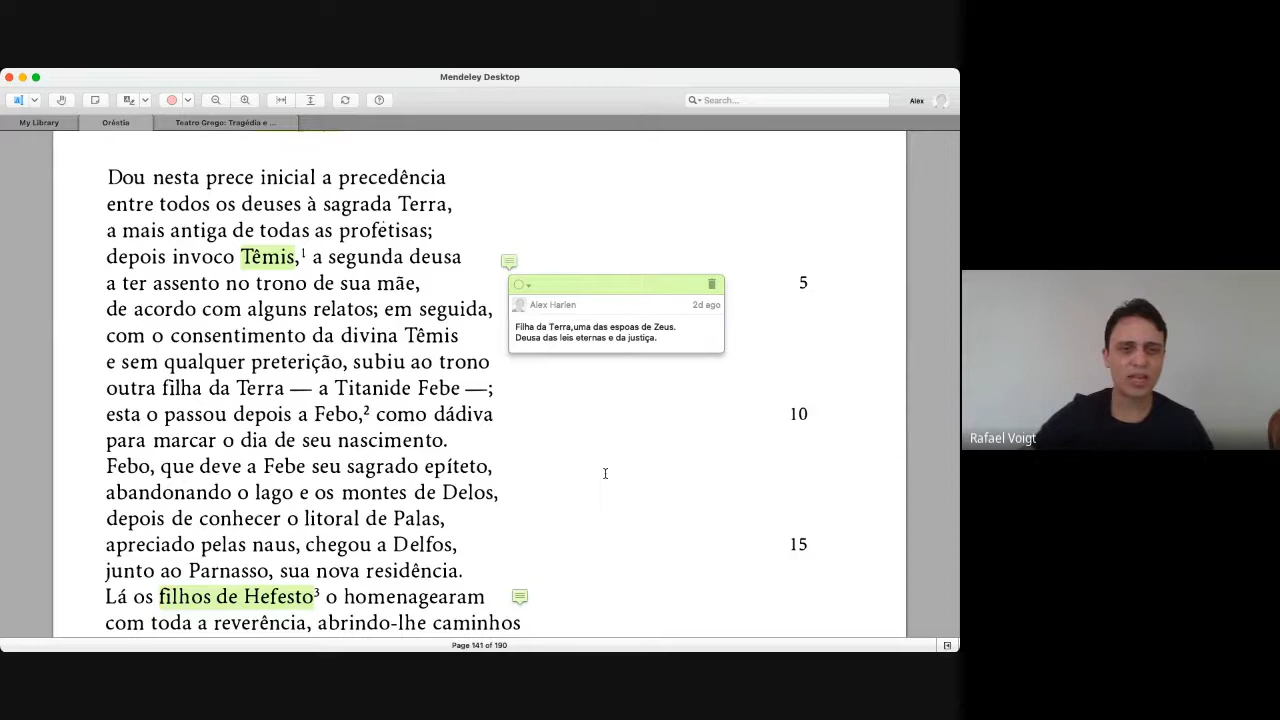 Mendeley Desktop
Search...
Alex
My Library
Oréstia
Teatro Grego: Tragédia e ...
Dou nesta prece inicial a precedência
entre todos os deuses à sagrada Terra,
a mais antiga de todas as profetisas;
depois invoco Têmis,¹ a segunda deusa
a ter assento no trono de sua mãe,
5
de acordo com alguns relatos; em seguida,
com o consentimento da divina Têmis
e sem qualquer preterição, subiu ao trono
outra filha da Terra — a Titanide Febe —;
esta o passou depois a Febo,² como dádiva
10
para marcar o dia de seu nascimento.
Febo, que deve a Febe seu sagrado epíteto,
abandonando o lago e os montes de Delos,
depois de conhecer o litoral de Palas,
apreciado pelas naus, chegou a Delfos,
15
junto ao Parnasso, sua nova residência.
Lá os filhos de Hefesto³ o homenagearam
com toda a reverência, abrindo-lhe caminhos
Alex Harlen
2d ago
Filha da Terra,uma das espoas de Zeus.
Deusa das leis eternas e da justiça.
Page 141 of 190
Rafael Voigt